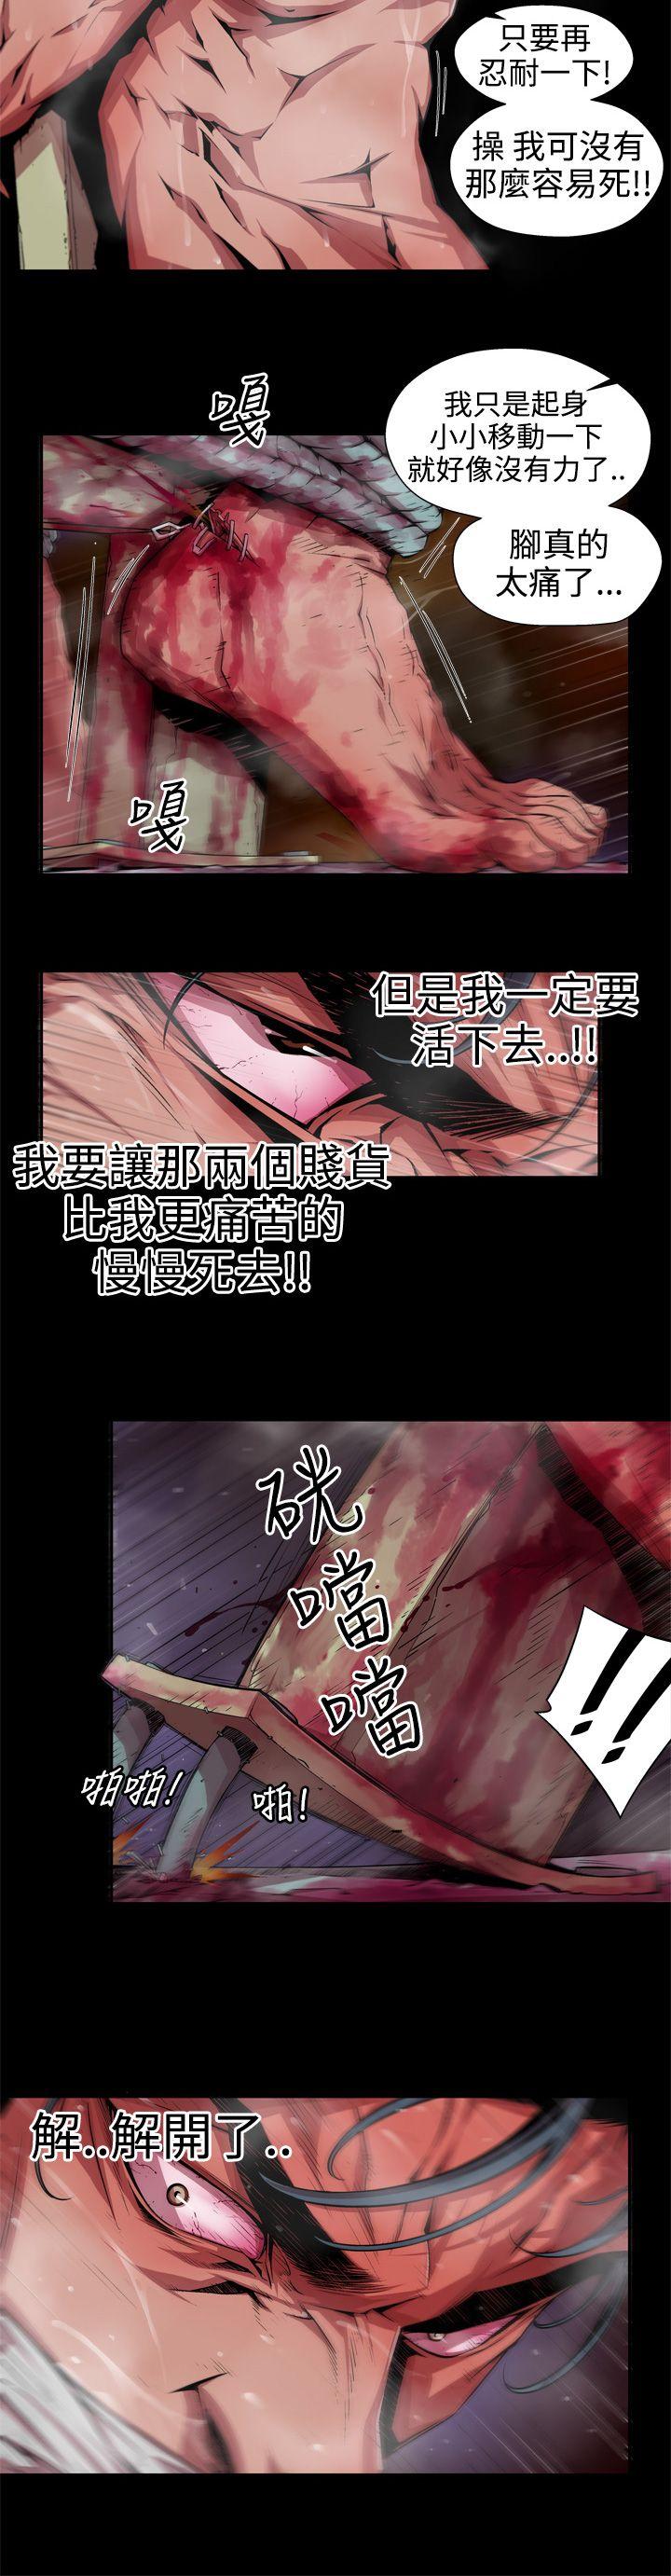 只要再
忍耐一下!
操 我可沒有
那麼容易死!!
嘎
我只是起身
小小移動一下
就好像沒有力了..
腳真的
太痛了...
嘎
但是我一定要
活下去..!!
我要讓那兩個賤貨
比我更痛苦的
慢慢死去!!
硄
噹
噹
!!
啪啪!
啪!
解..解開了..